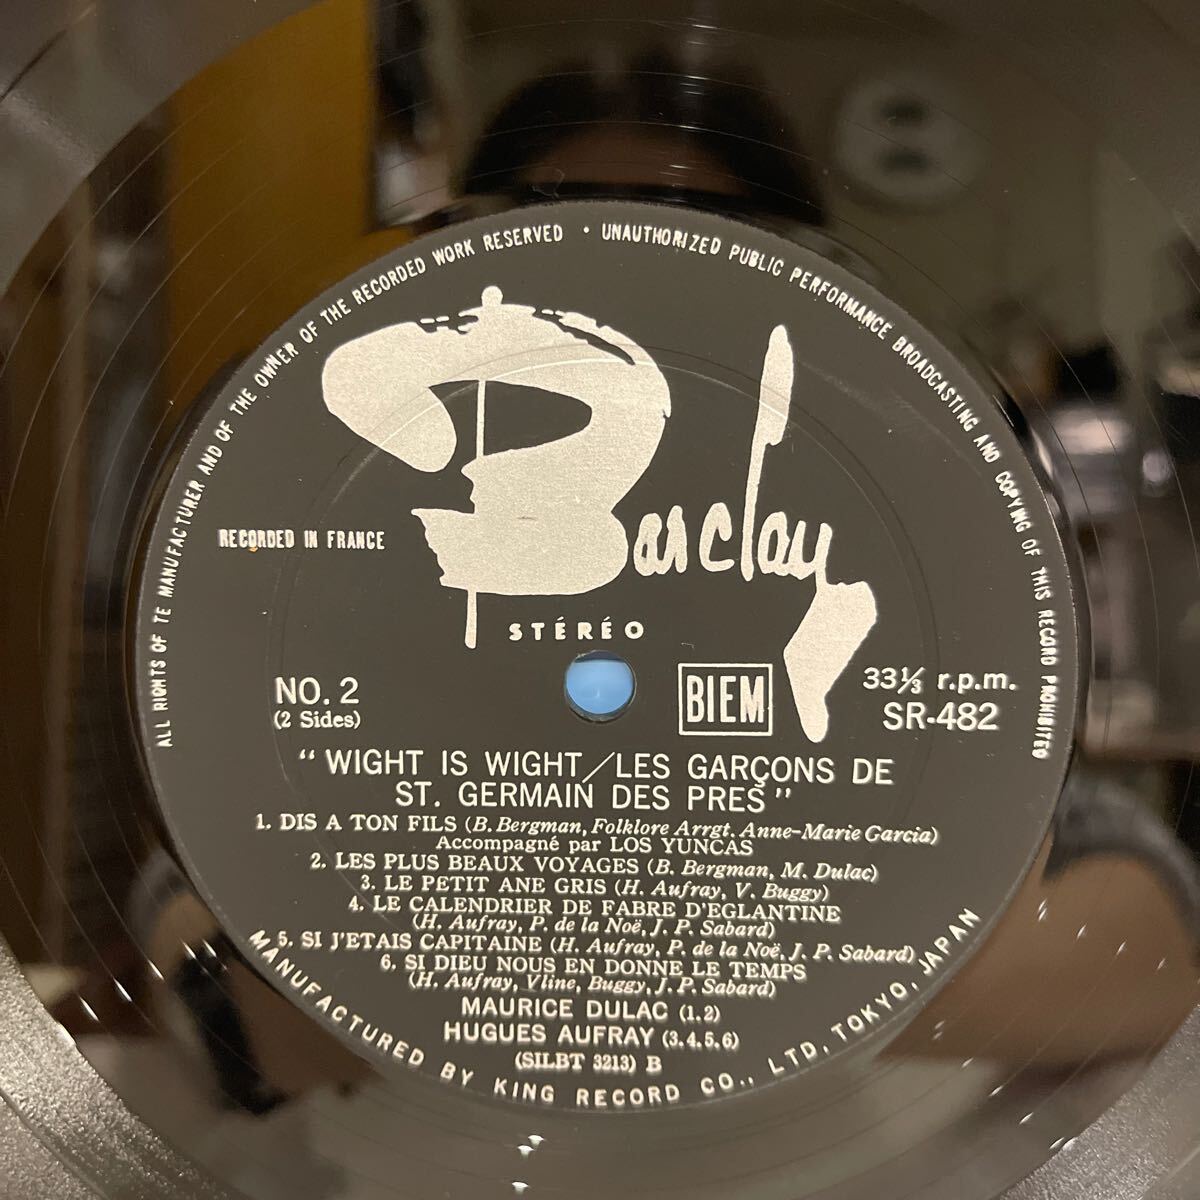 ALL RIGHTS OF TE MANUFACTURER AND OF THE OWNER OF THE RECORDED WORK RESERVED • UNAUTHORIZED PUBLIC PERFORMANCE BROADCASTING AND COPYING OF THIS RECORD PROHIBITED
Barclay
RECORDED IN FRANCE
STÉRÉO
NO. 2
(2 Sides)
BIEM
33⅓ r.p.m.
SR-482
"WIGHT IS WIGHT／LES GARÇONS DE
ST. GERMAIN DES PRES"
1. DIS A TON FILS (B. Bergman, Folklore Arrgt. Anne-Marie Garcia)
Accompagné par LOS YUNCAS
2. LES PLUS BEAUX VOYAGES (B. Bergman, M. Dulac)
3. LE PETIT ANE GRIS (H. Aufray, V. Buggy)
4. LE CALENDRIER DE FABRE D'EGLANTINE
(H. Aufray, P. de la Noë, J. P. Sabard)
5. SI J'ETAIS CAPITAINE (H. Aufray, P. de la Noë, J. P. Sabard)
6. SI DIEU NOUS EN DONNE LE TEMPS
(H. Aufray, Vline, Buggy, J. P. Sabard)
MAURICE DULAC (1.2)
HUGUES AUFRAY (3.4.5.6)
(SILBT 3213) B
MANUFACTURED BY KING RECORD CO., LTD, TOKYO, JAPAN